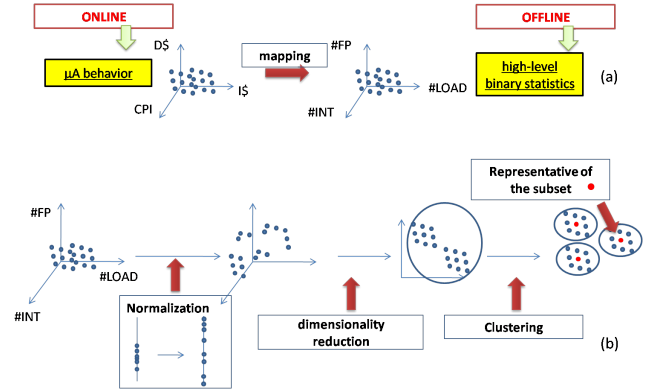 ONLINE
OFFLINE
D$
#FP
mapping
µA behavior
high-level
binary statistics
(a)
I$
#LOAD
CPI
#INT
Representative of
the subset
#FP
#LOAD
#INT
Normalization
dimensionality
reduction
Clustering
(b)